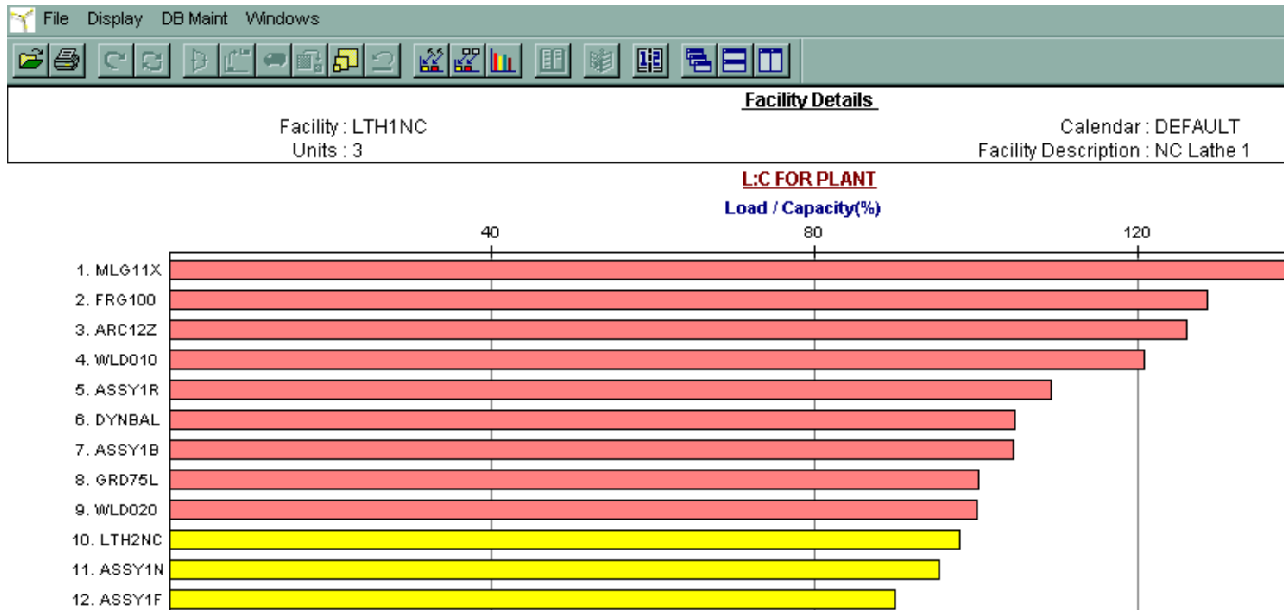 File Display DB Maint Windows
Facility Details
Facility : LTH1NC Calendar : DEFAULT
Units : 3 Facility Description : NC Lathe 1
L:C FOR PLANT
Load / Capacity(%)
40 80 120
1. MLG11X
2. FRG100
3. ARC12Z
4. WLD010
5. ASSY1R
6. DYNBAL
7. ASSY1B
8. GRD75L
9. WLD020
10. LTH2NC
11. ASSY1N
12. ASSY1F